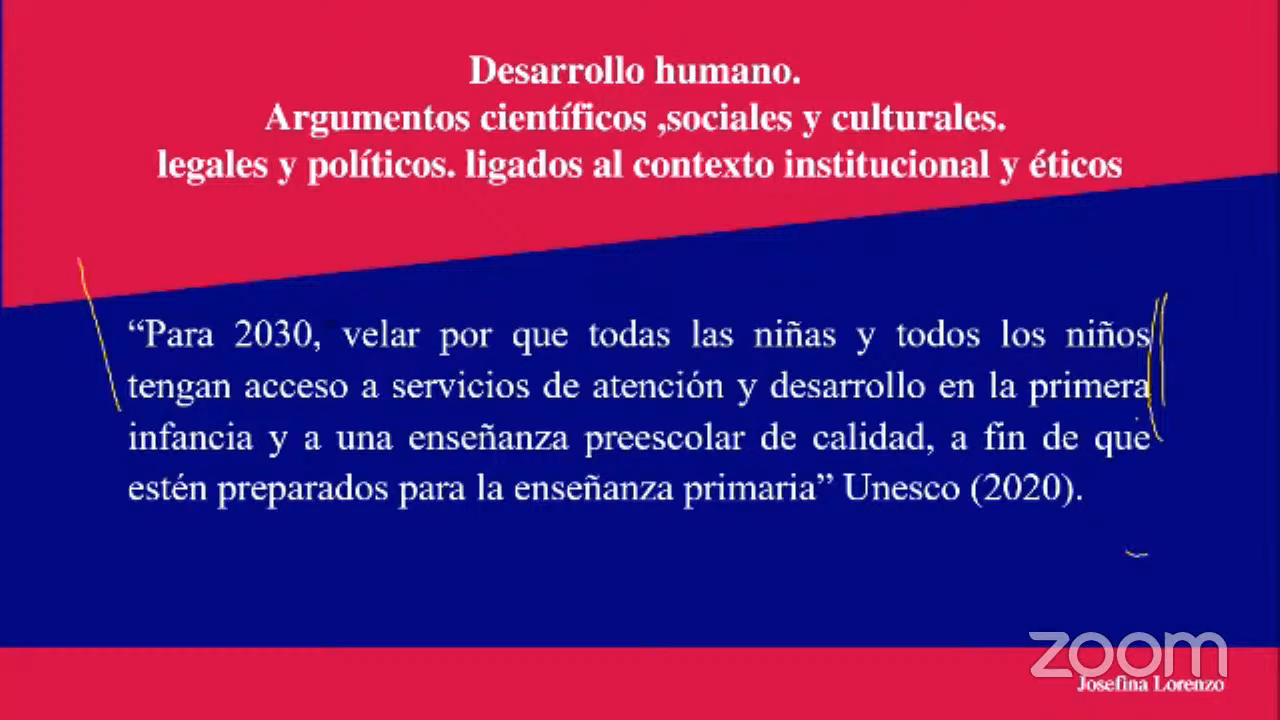 Desarrollo humano.
Argumentos científicos ,sociales y culturales.
legales y políticos. ligados al contexto institucional y éticos
“Para 2030, velar por que todas las niñas y todos los niños
tengan acceso a servicios de atención y desarrollo en la primera
infancia y a una enseñanza preescolar de calidad, a fin de que
estén preparados para la enseñanza primaria” Unesco (2020).
zoom
Josefina Lorenzo